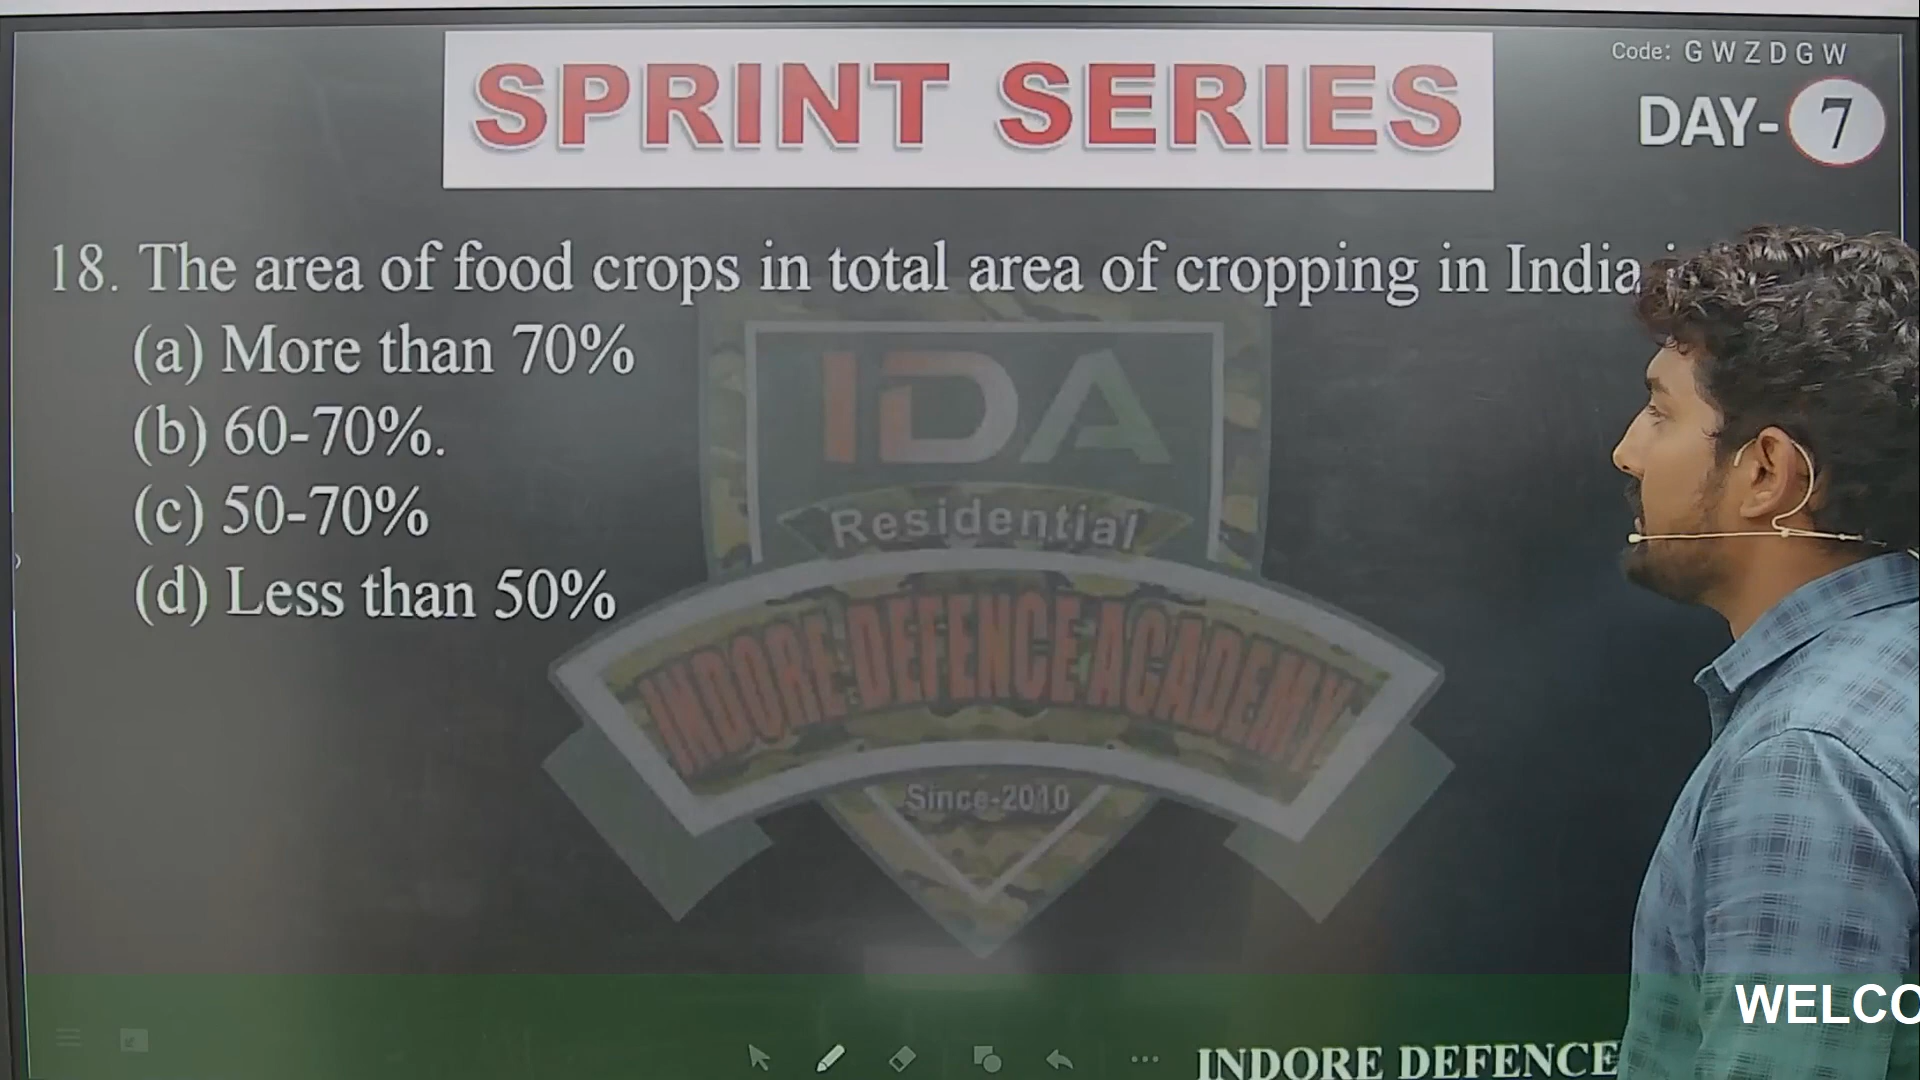 Code: GWZDGW
SPRINT SERIES
DAY-7
18. The area of food crops in total area of cropping in India
(a) More than 70%
(b) 60-70%.
(c) 50-70%
(d) Less than 50%
IDA
Residential
INDORE DEFENCE ACADEMY
Since-2010
WELCO
INDORE DEFENCE